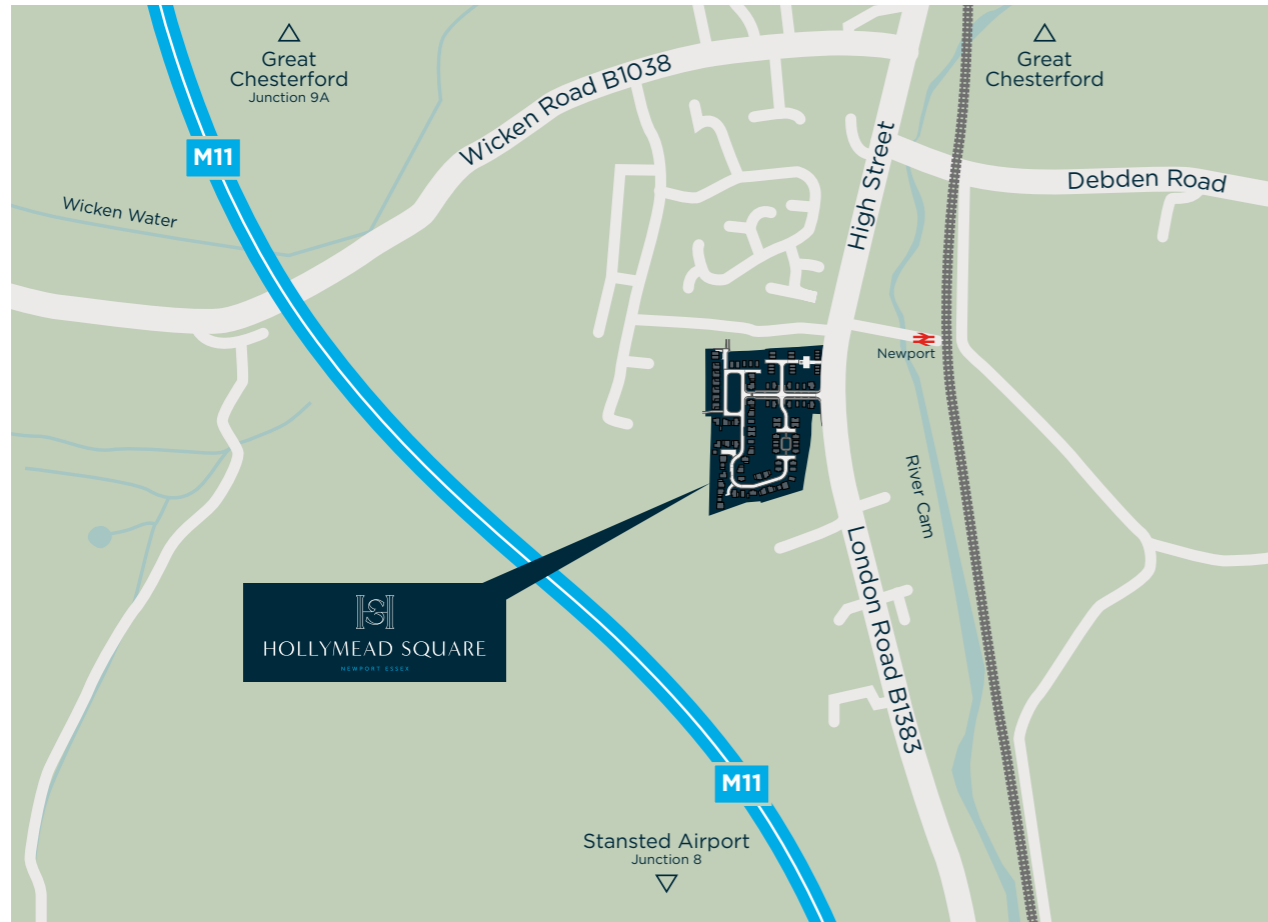 Great
Chesterford
Junction 9A
Great
Chesterford
Wicken Road B1038
M11
High Street
Debden Road
Wicken Water
Newport
River Cam
London Road B1383
HS
HOLLYMEAD SQUARE
NEWPORT ESSEX
M11
Stansted Airport
Junction 8